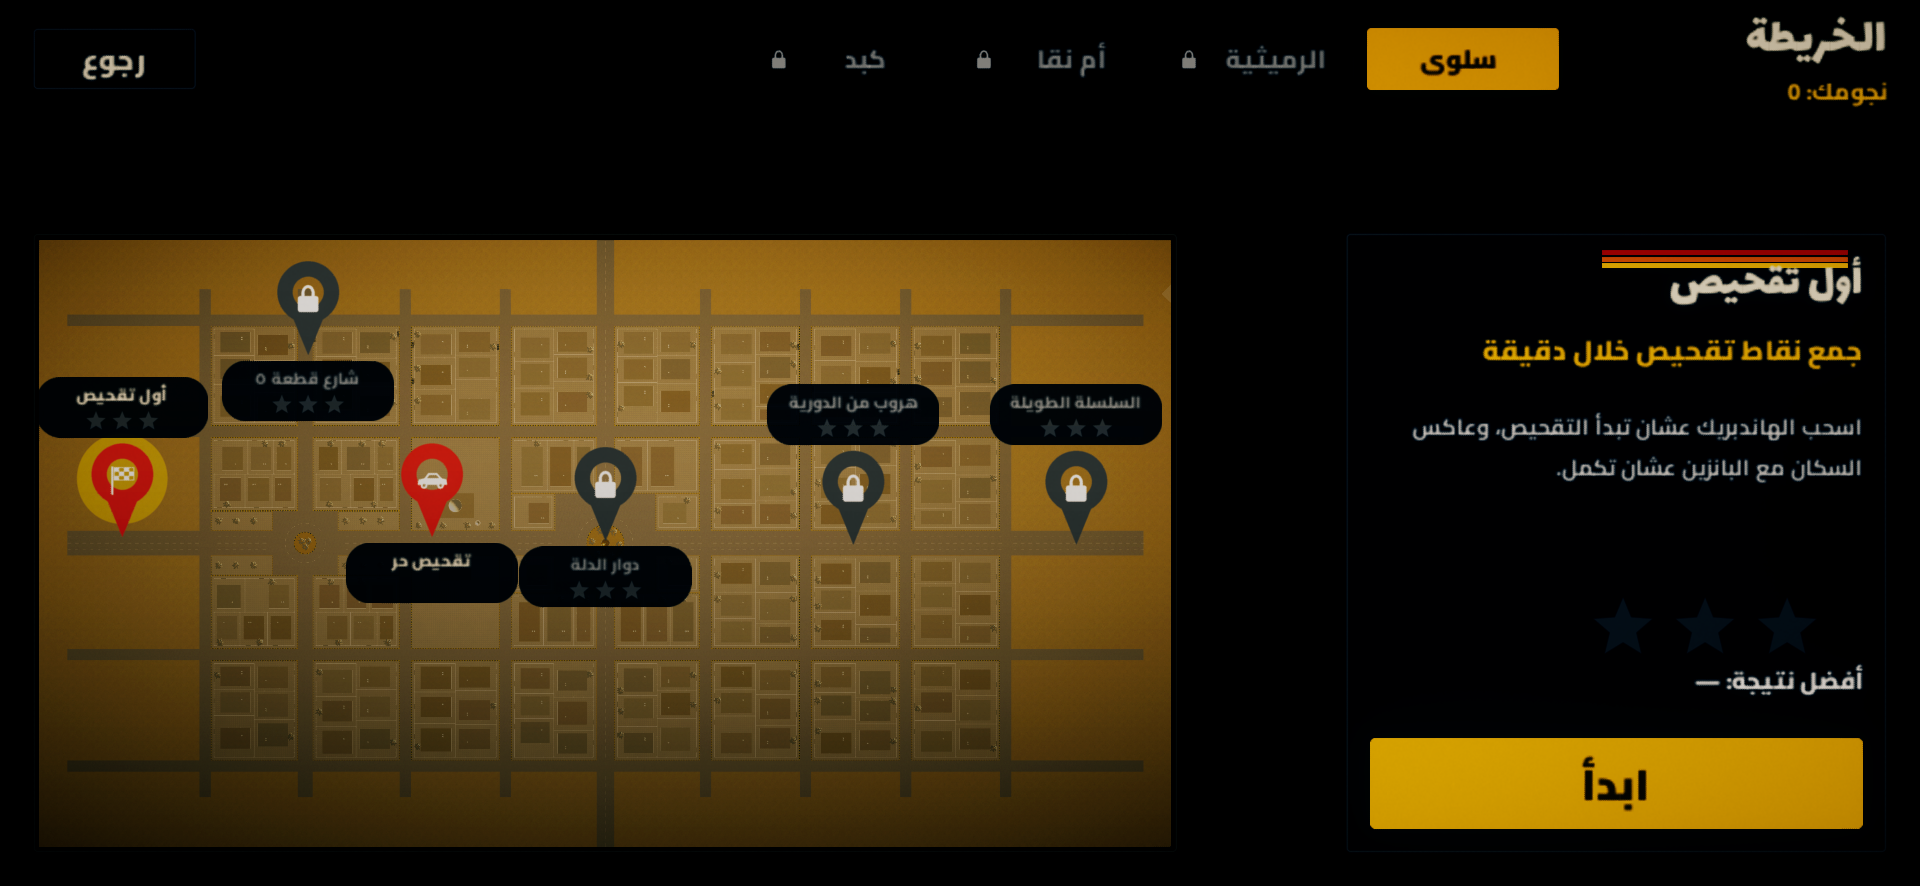 الخريطة
نجومك: 0
سلوى
الرميثية
أم نقا
كبد
رجوع
أول تقحيص
جمع نقاط تقحيص خلال دقيقة
اسحب الهاندبريك عشان تبدأ التقحيص، وعاكس
السكان مع البانزين عشان تكمل.
أفضل نتيجة: —
ابدأ
السلسلة الطويلة
هروب من الدورية
دوار الدلة
تقحيص حر
شارع قطعة ٥
أول تقحيص